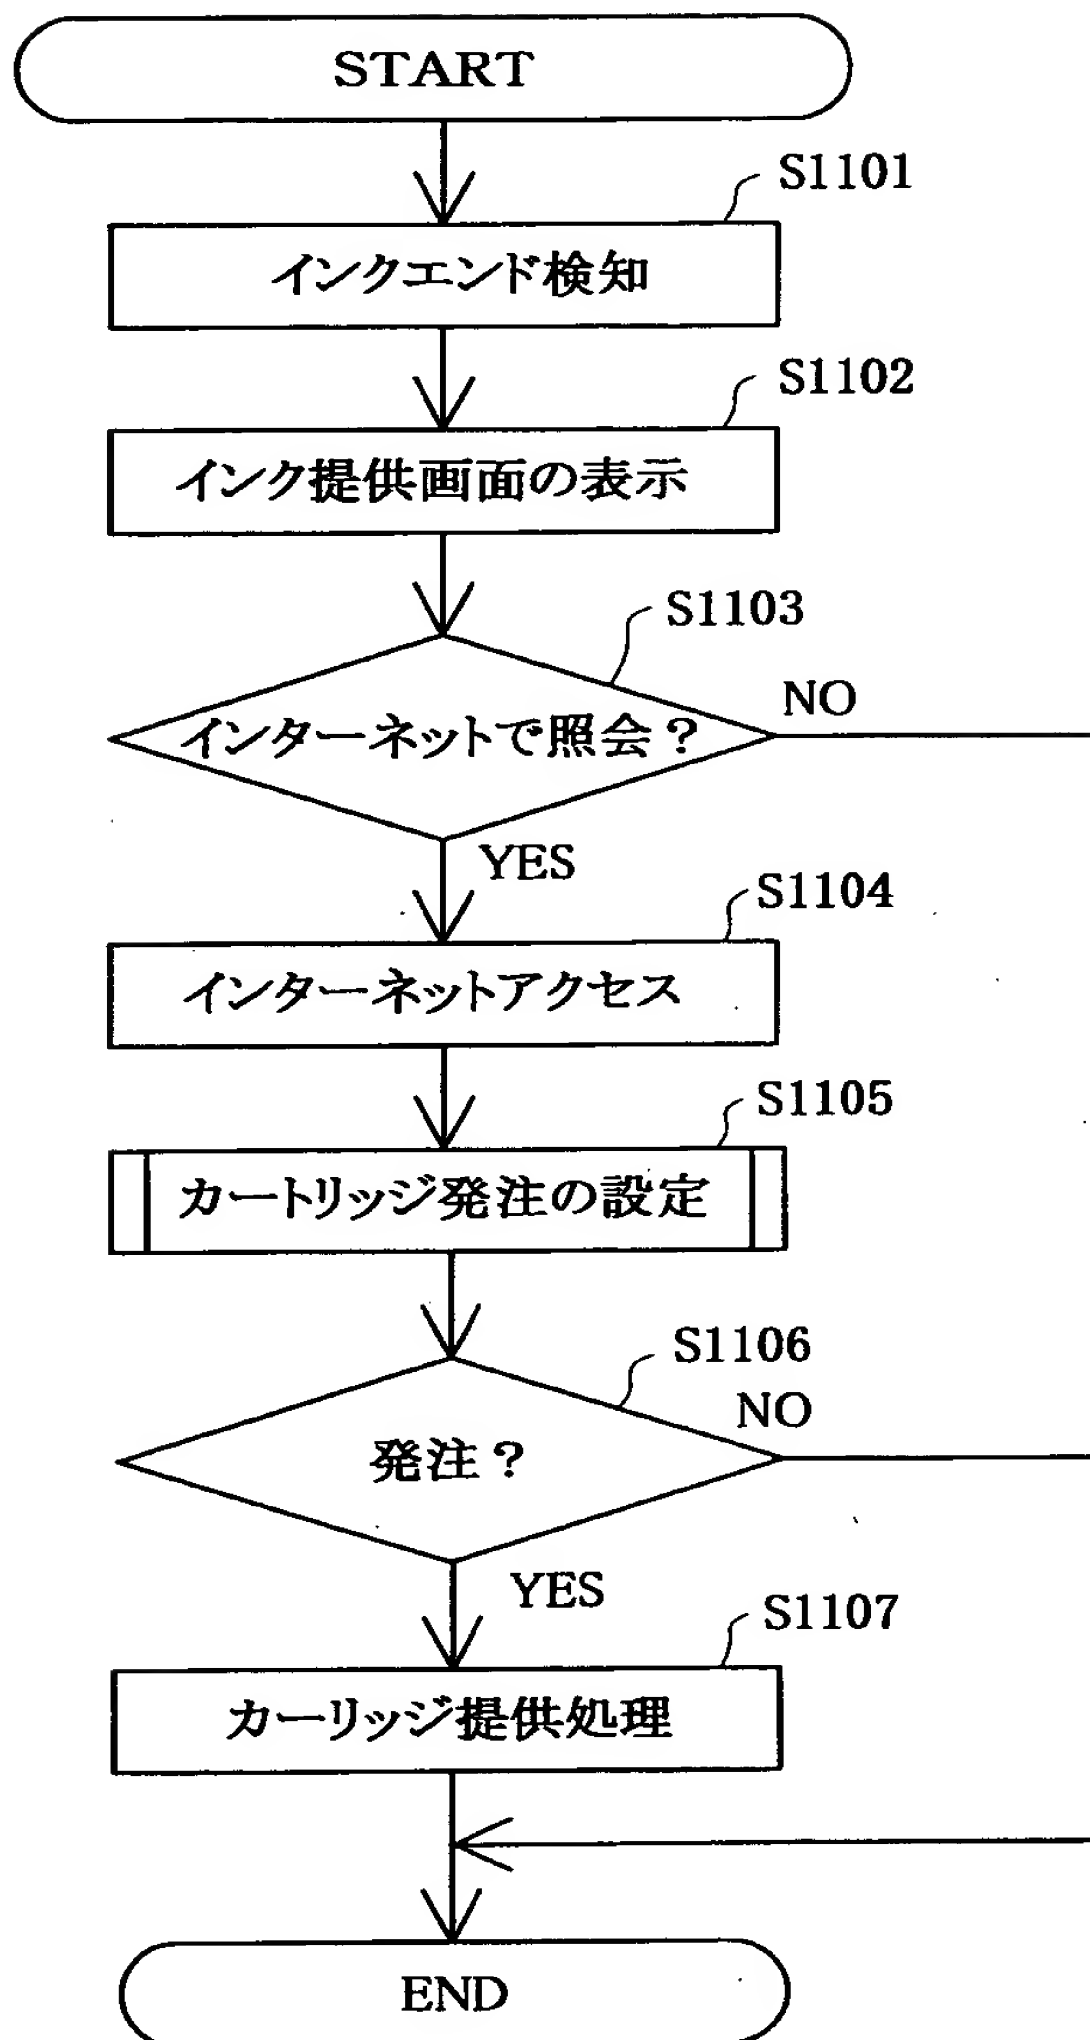 START
S1101
インクエンド検知
S1102
インク提供画面の表示
S1103
インターネットで照会？
NO
YES
S1104
インターネットアクセス
S1105
カートリッジ発注の設定
S1106
NO
発注？
YES
S1107
カーリッジ提供処理
END